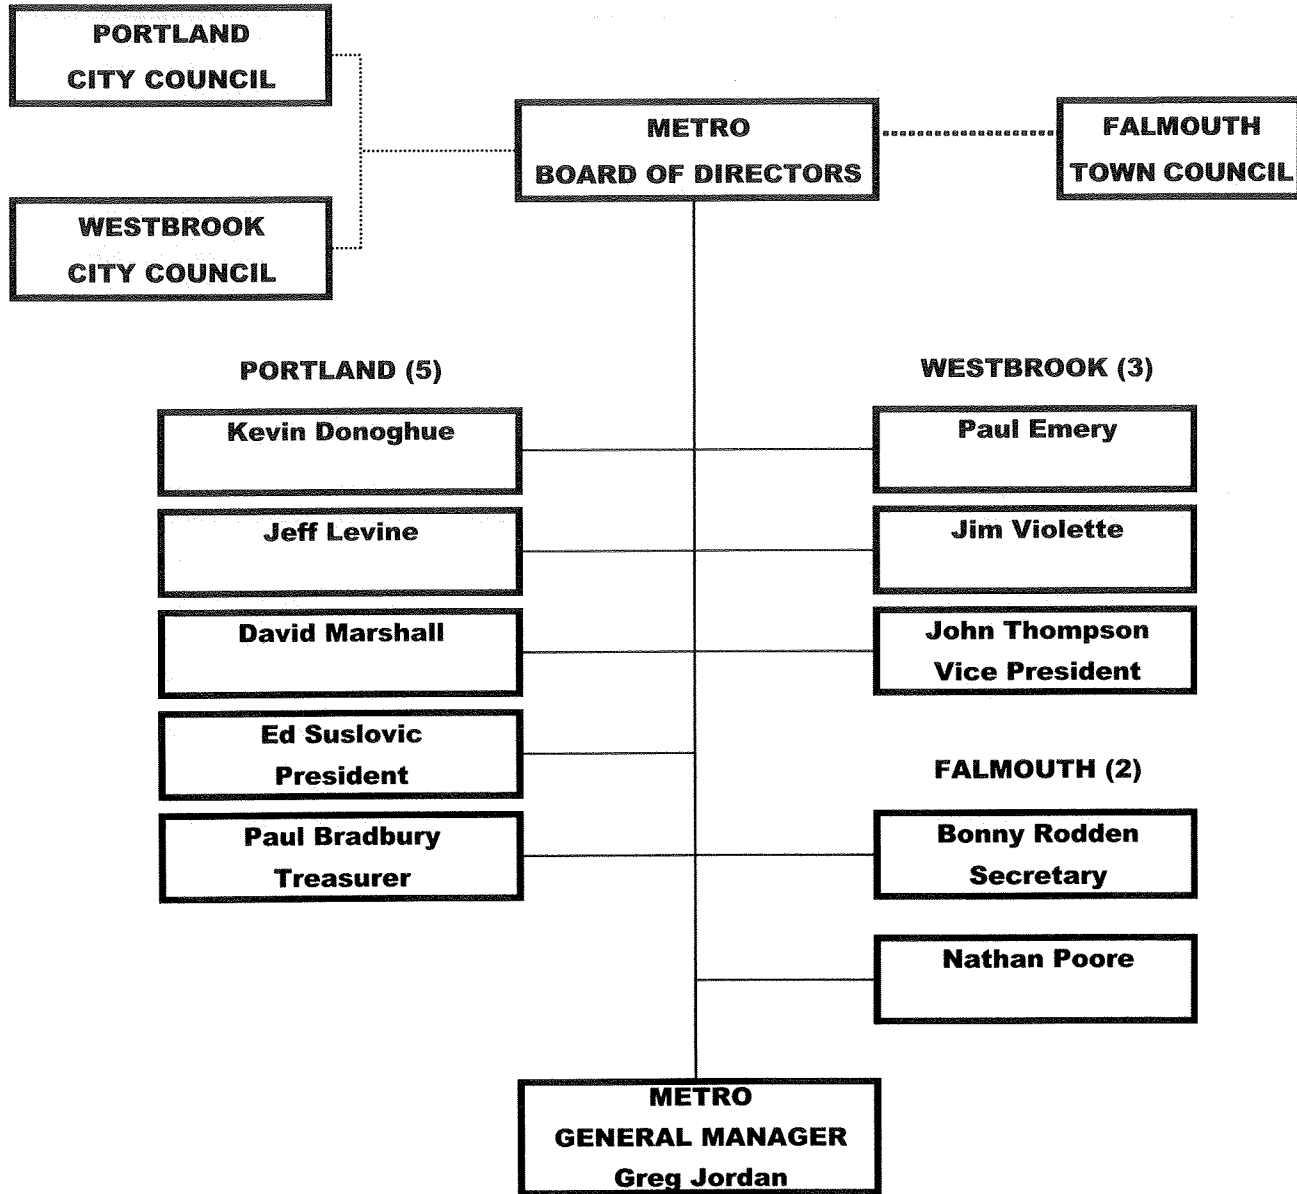 PORTLAND
CITY COUNCIL
METRO
BOARD OF DIRECTORS
FALMOUTH
TOWN COUNCIL
WESTBROOK
CITY COUNCIL
PORTLAND (5)
Kevin Donoghue
Jeff Levine
David Marshall
Ed Suslovic
President
Paul Bradbury
Treasurer
WESTBROOK (3)
Paul Emery
Jim Violette
John Thompson
Vice President
FALMOUTH (2)
Bonny Rodden
Secretary
Nathan Poore
METRO
GENERAL MANAGER
Greg Jordan